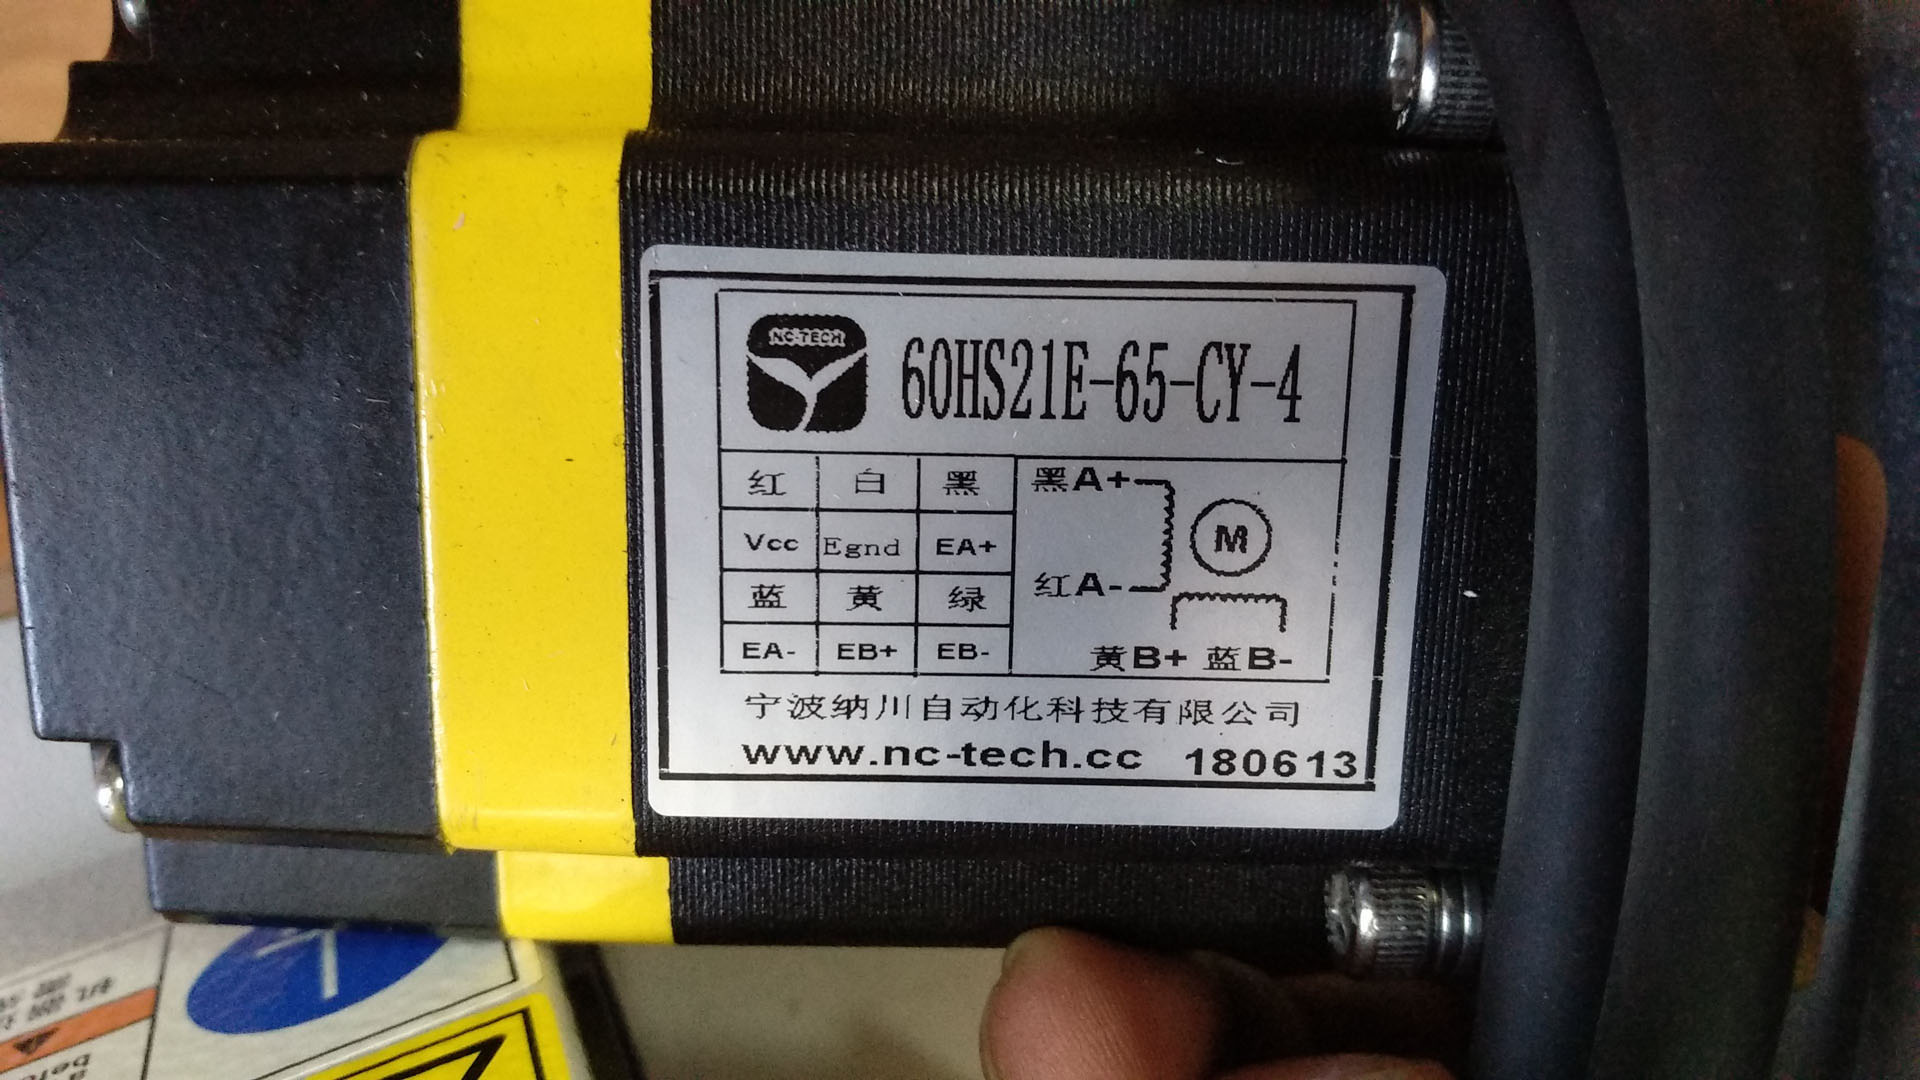 NC-TECH
60HS21E-65-CY-4
红 白 黑
Vcc Egnd EA+
蓝 黄 绿
EA- EB+ EB-
黑A+
M
红A-
黄B+ 蓝B-
宁波纳川自动化科技有限公司
www.nc-tech.cc 180613